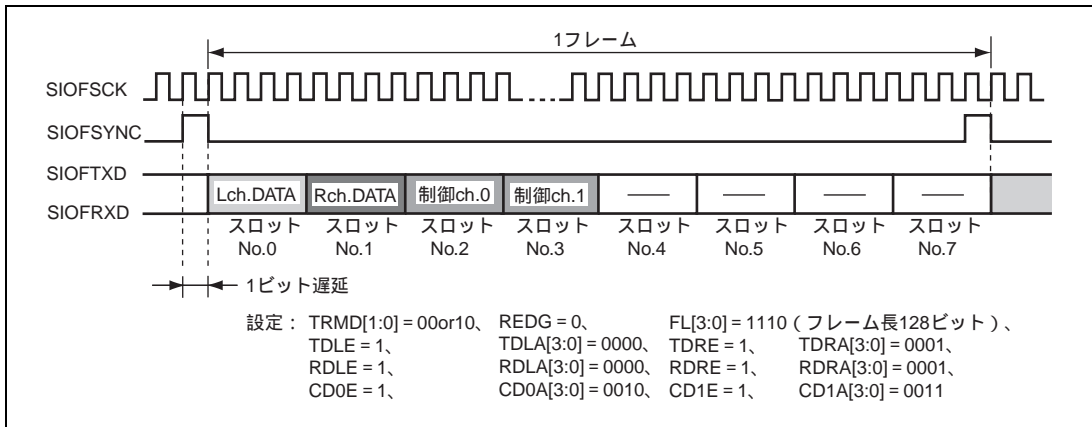 1フレーム
SIOFSCK
SIOFSYNC
SIOFTXD
SIOFRXD
Lch.DATA Rch.DATA 制御ch.0 制御ch.1 —— —— —— ——
スロット スロット スロット スロット スロット スロット スロット スロット
No.0 No.1 No.2 No.3 No.4 No.5 No.6 No.7
1ビット遅延
設定： TRMD[1:0] = 00or10、 REDG = 0、 FL[3:0] = 1110（フレーム長128ビット）、
TDLE = 1、 TDLA[3:0] = 0000、 TDRE = 1、 TDRA[3:0] = 0001、
RDLE = 1、 RDLA[3:0] = 0000、 RDRE = 1、 RDRA[3:0] = 0001、
CD0E = 1、 CD0A[3:0] = 0010、 CD1E = 1、 CD1A[3:0] = 0011